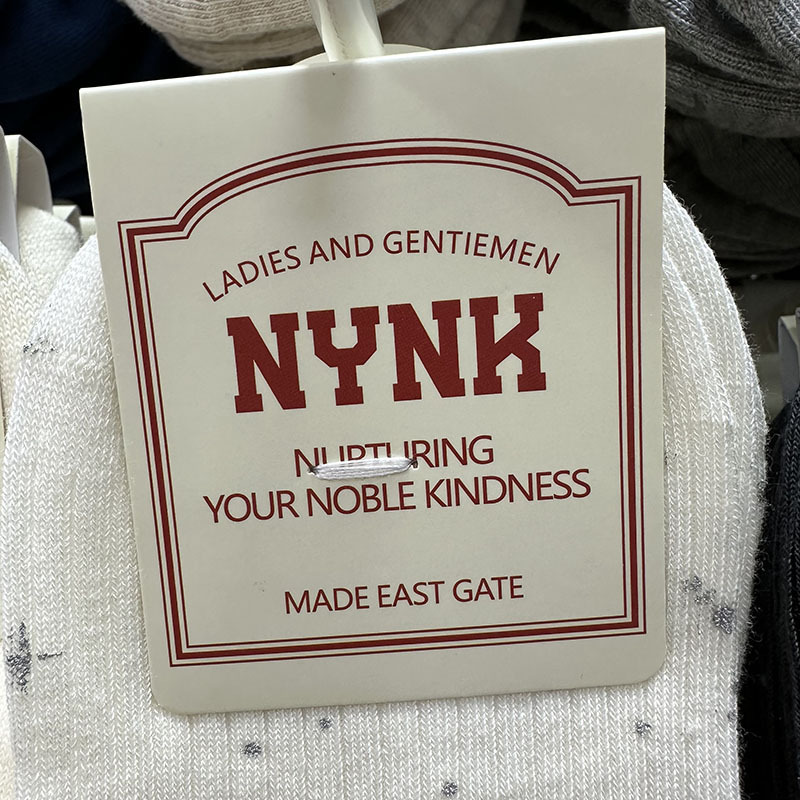 LADIES AND GENTIEMEN
NYNK
NURTURING
YOUR NOBLE KINDNESS
MADE EAST GATE